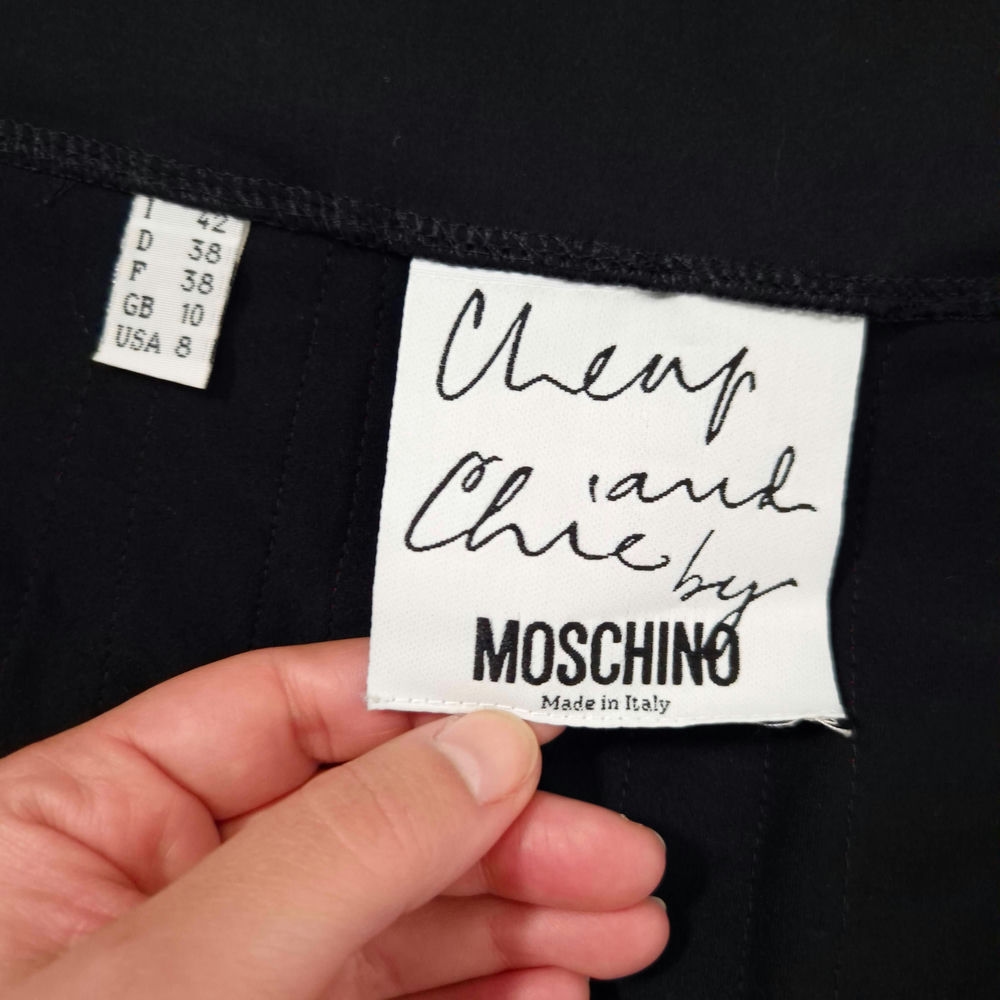 I 42
D 38
F 38
GB 10
USA 8
Cheap
and
Chic by
MOSCHINO
Made in Italy